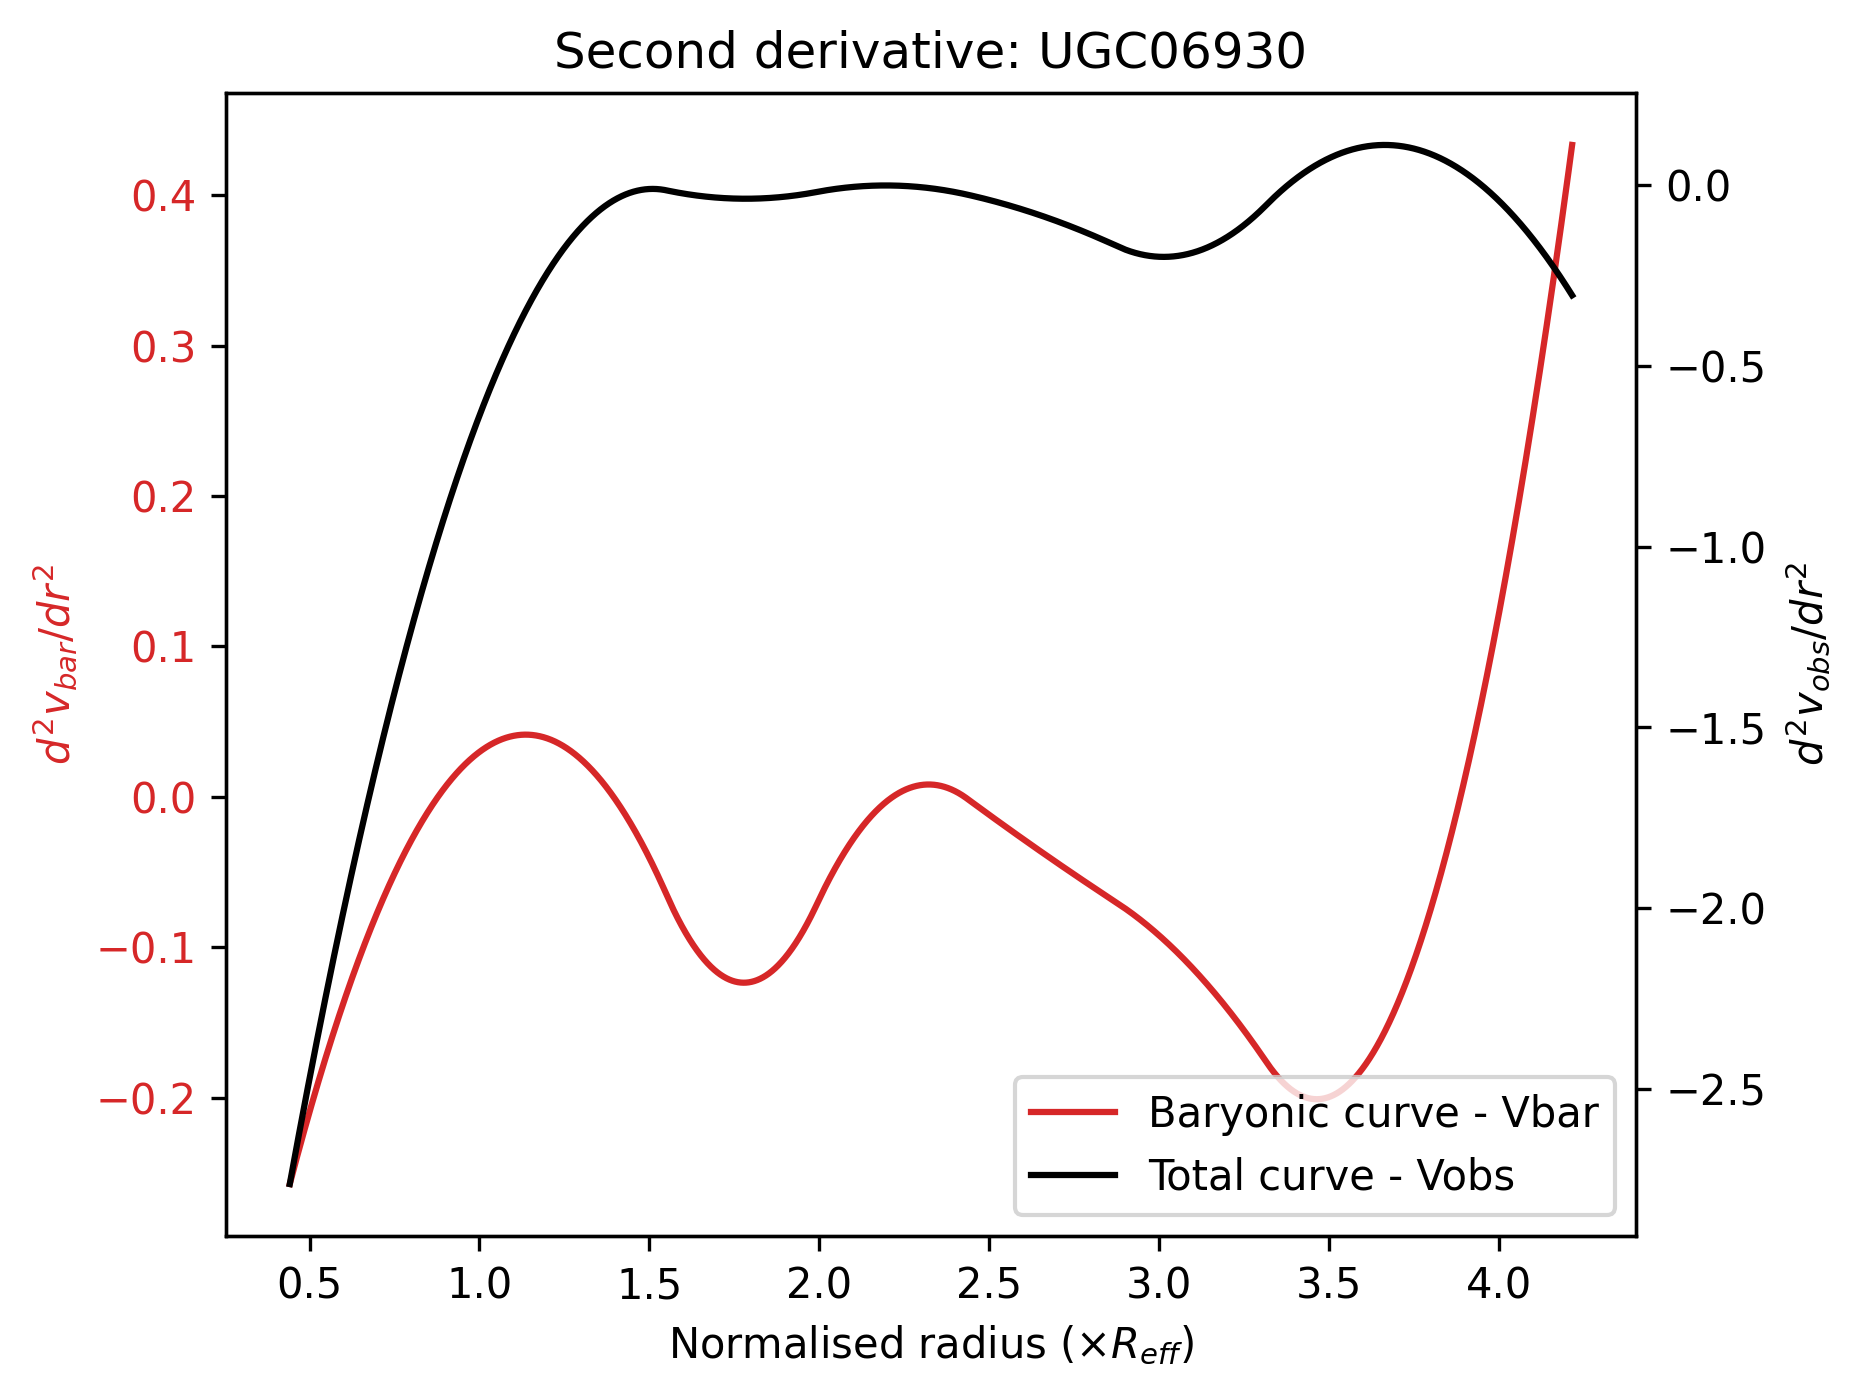 Second derivative: UGC06930
0.4
0.3
0.2
0.1
0.0
−0.1
−0.2
d²v_bar/dr²
0.0
−0.5
−1.0
−1.5
−2.0
−2.5
d²v_obs/dr²
Baryonic curve - Vbar
Total curve - Vobs
0.5 1.0 1.5 2.0 2.5 3.0 3.5 4.0
Normalised radius (×R_eff)